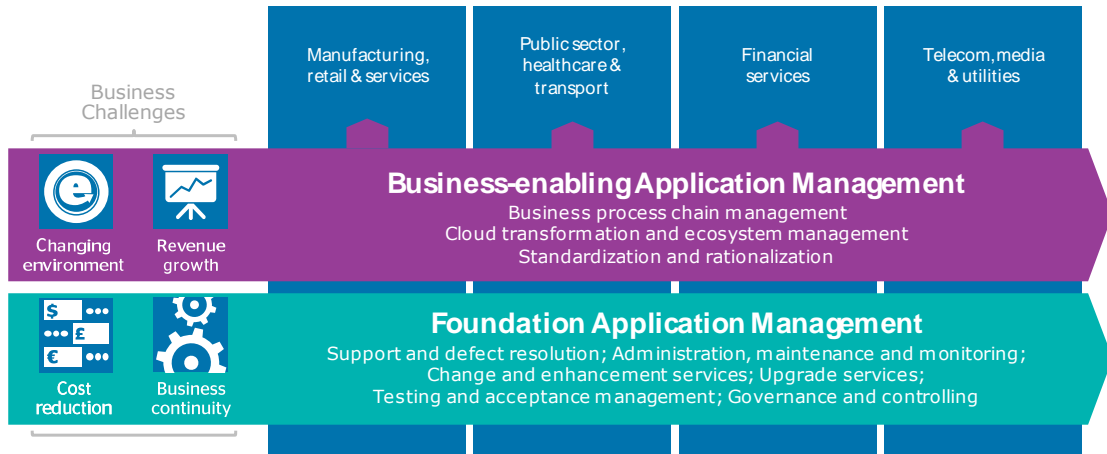 Manufacturing,
retail & services
Public sector,
healthcare &
transport
Financial
services
Telecom, media
& utilities
Business
Challenges
Changing
environment
Revenue
growth
Business-enabling Application Management
Business process chain management
Cloud transformation and ecosystem management
Standardization and rationalization
$
£
€
Cost
reduction
Business
continuity
Foundation Application Management
Support and defect resolution; Administration, maintenance and monitoring;
Change and enhancement services; Upgrade services;
Testing and acceptance management; Governance and controlling